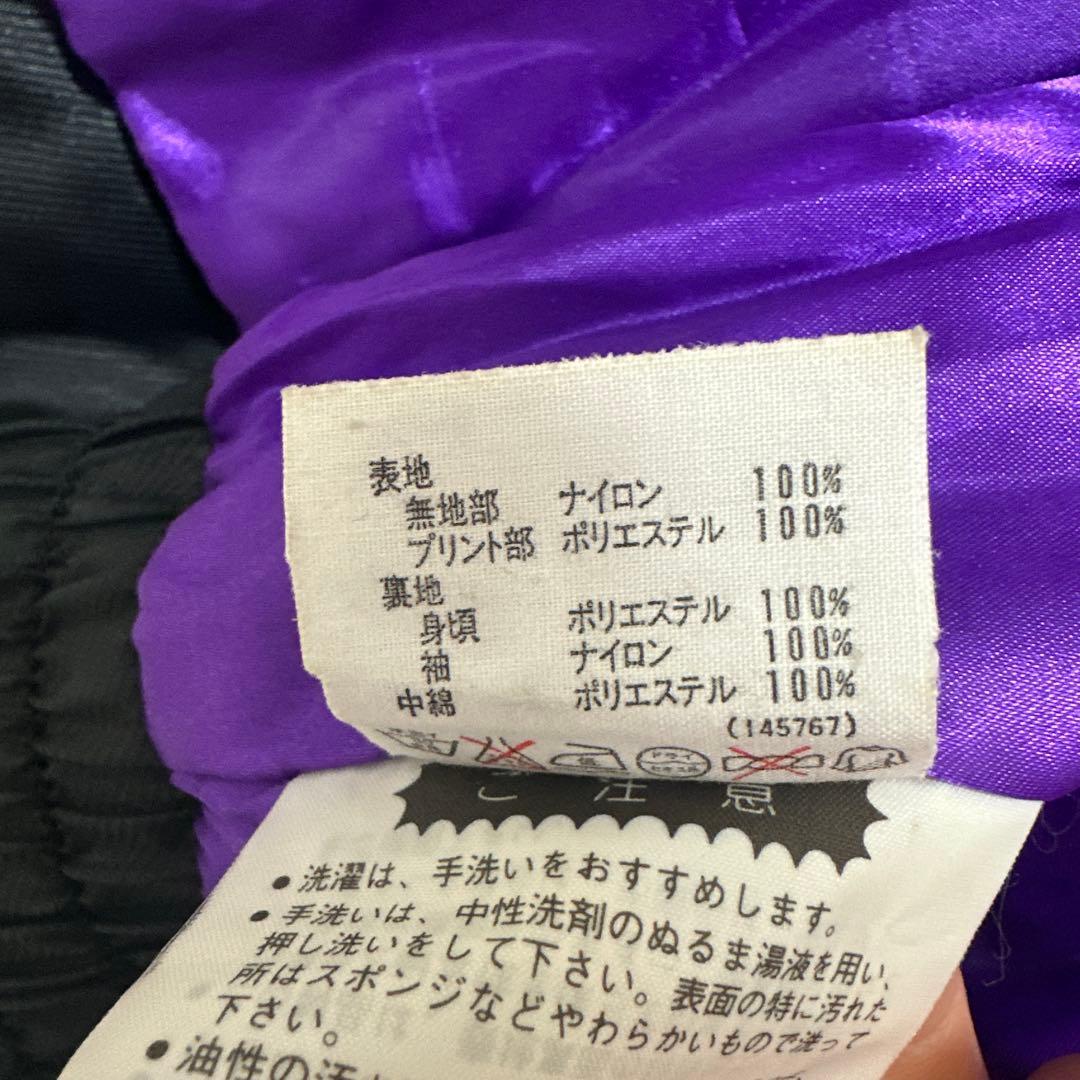 表地
無地部 ナイロン 100%
プリント部 ポリエステル 100%
裏地
身頃 ポリエステル 100%
袖 ナイロン 100%
中綿 ポリエステル 100%
(145767)
ご注意
• 洗濯は、手洗いをおすすめします。
• 手洗いは、中性洗剤のぬるま湯液を用い、
押し洗いをして下さい。表面の特に汚れた
所はスポンジなどやわらかいもので洗って
下さい。
• 油性の汚